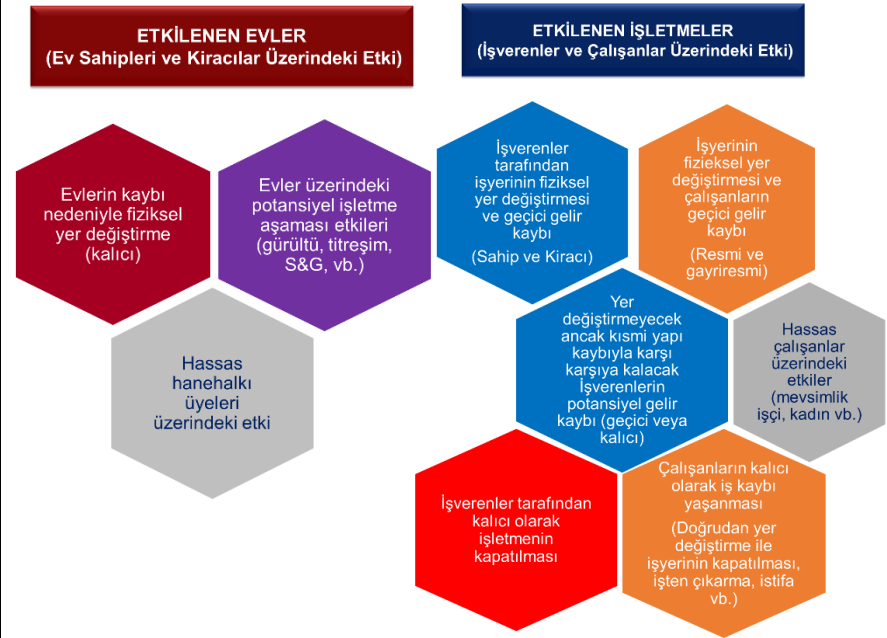 ETKİLENEN EVLER
(Ev Sahipleri ve Kiracılar Üzerindeki Etki)
ETKİLENEN İŞLETMELER
(İşverenler ve Çalışanlar Üzerindeki Etki)
Evlerin kaybı
nedeniyle fiziksel
yer değiştirme
(kalıcı)
Evler üzerindeki
potansiyel işletme
aşaması etkileri
(gürültü, titreşim,
S&G, vb.)
Hassas
hanehalkı
üyeleri
üzerindeki etki
İşverenler
tarafından
işyerinin fiziksel
yer değiştirmesi
ve geçici gelir
kaybı
(Sahip ve Kiracı)
İşyerinin
fizieksel yer
değiştirmesi ve
çalışanların
geçici gelir
kaybı
(Resmi ve
gayriresmi)
Yer
değiştirmeyecek
ancak kısmi yapı
kaybıyla karşı
karşıya kalacak
İşverenlerin
potansiyel gelir
kaybı (geçici veya
kalıcı)
Hassas
çalışanlar
üzerindeki
etkiler
(mevsimlik
işçi, kadın vb.)
İşverenler tarafından
kalıcı olarak
işletmenin
kapatılması
Çalışanların kalıcı
olarak iş kaybı
yaşanması
(Doğrudan yer
değiştirme ile
işyerinin kapatılması,
işten çıkarma, istifa
vb.)